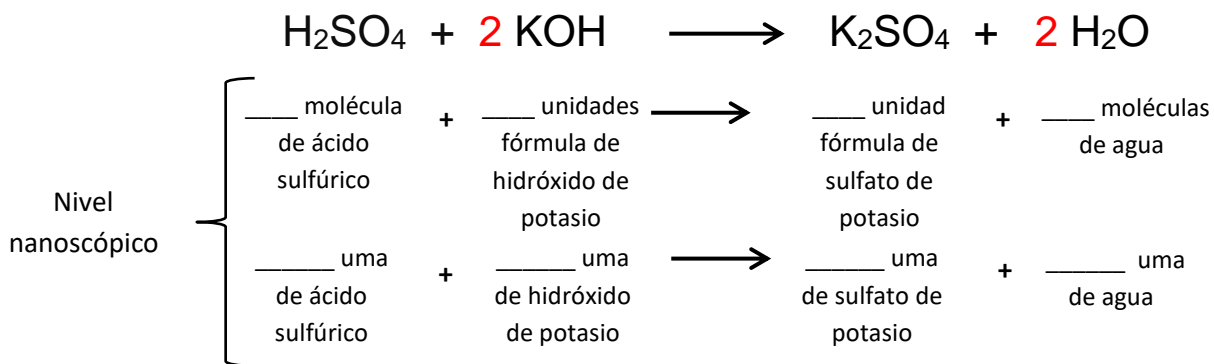 H₂SO₄ + 2 KOH ⟶ K₂SO₄ + 2 H₂O
____ molécula + ____ unidades ⟶ ____ unidad + ____ moléculas
de ácido fórmula de fórmula de de agua
sulfúrico hidróxido de sulfato de
potasio potasio
Nivel
nanoscópico
______ uma + ______ uma ⟶ ______ uma + ______ uma
de ácido de hidróxido de sulfato de de agua
sulfúrico de potasio potasio